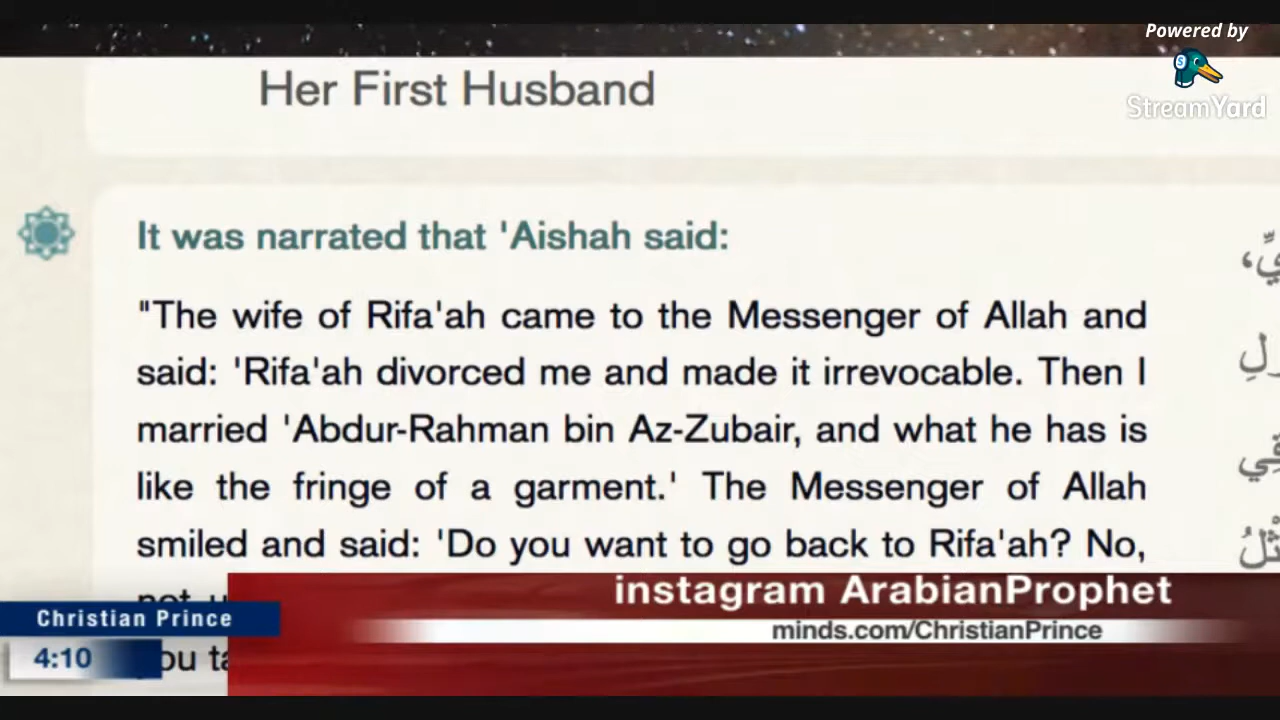 Powered by
StreamYard
Her First Husband
It was narrated that 'Aishah said:
"The wife of Rifa'ah came to the Messenger of Allah and
said: 'Rifa'ah divorced me and made it irrevocable. Then I
married 'Abdur-Rahman bin Az-Zubair, and what he has is
like the fringe of a garment.' The Messenger of Allah
smiled and said: 'Do you want to go back to Rifa'ah? No,
instagram ArabianProphet
minds.com/ChristianPrince
Christian Prince
4:10